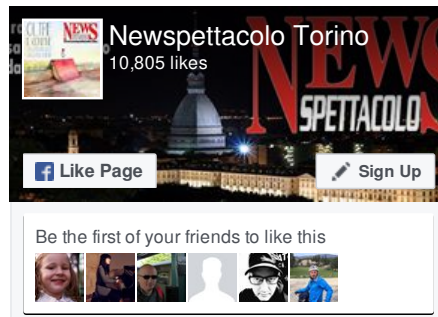 NEWS
Newspettacolo Torino
10,805 likes
NEWS
SPETTACOLO
Like Page
Sign Up
Be the first of your friends to like this